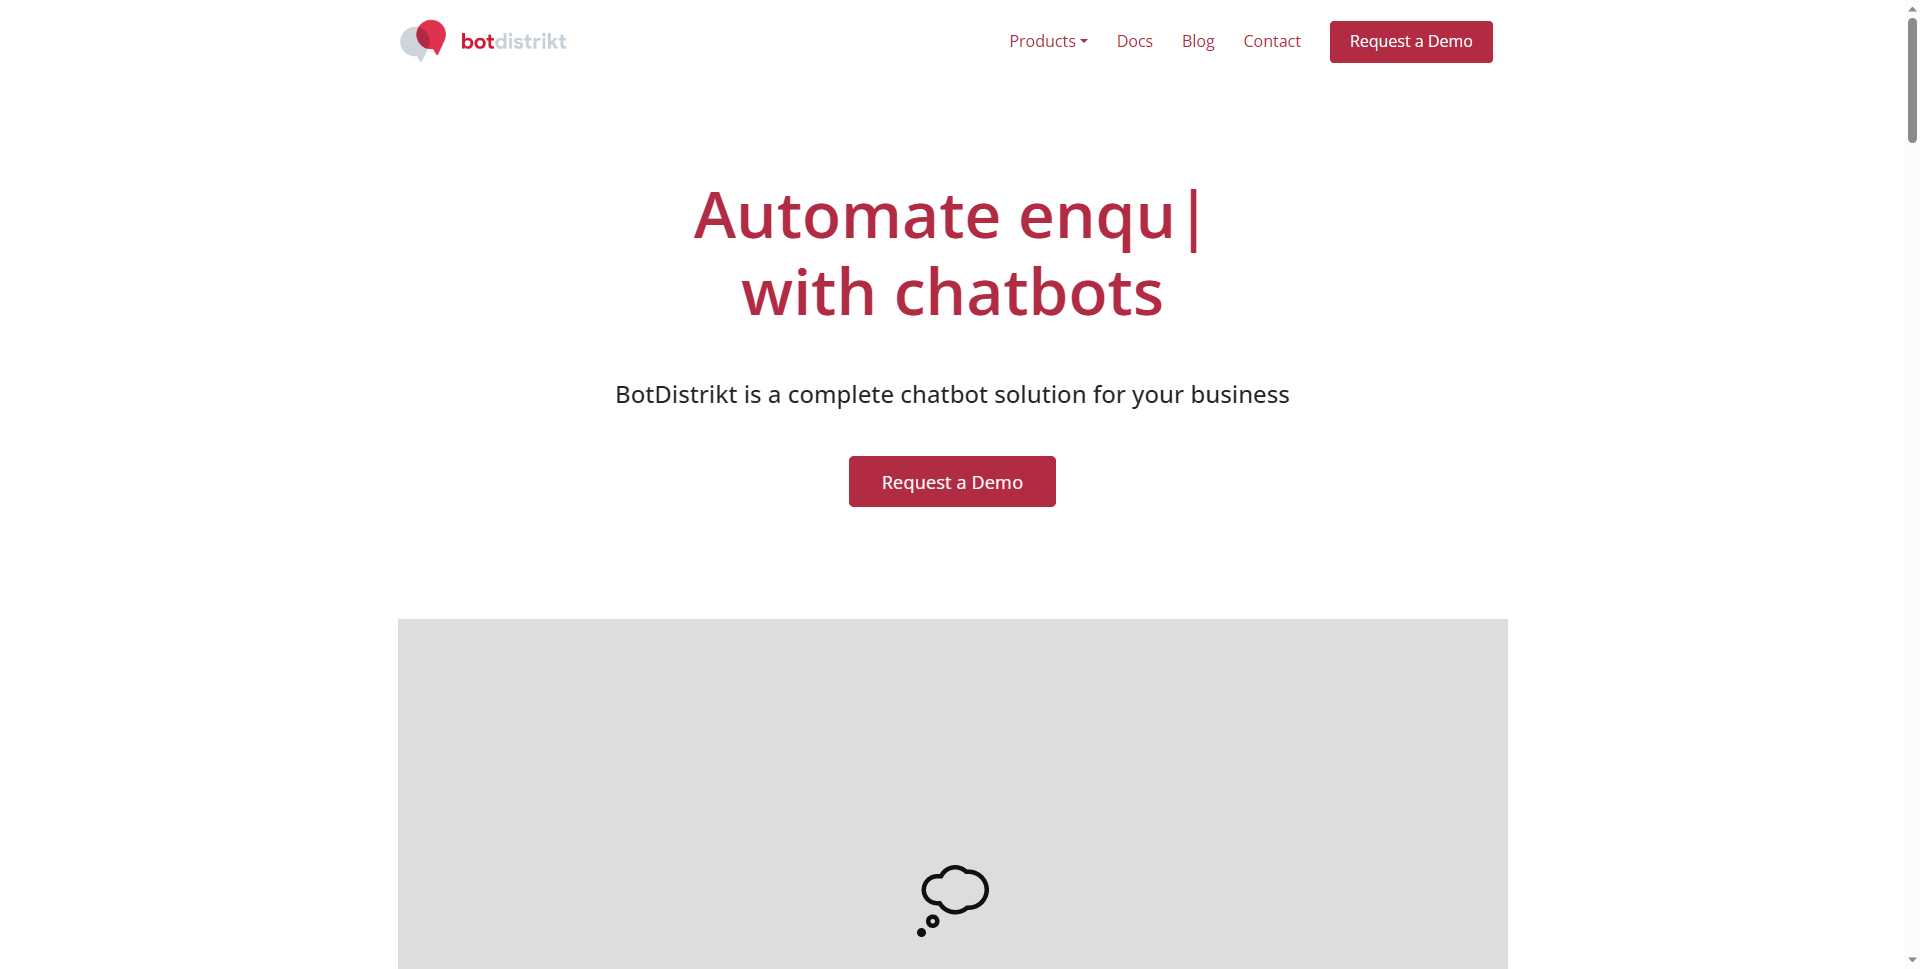 botdistrikt
Products
Docs
Blog
Contact
Request a Demo
Automate enqu|
with chatbots
BotDistrikt is a complete chatbot solution for your business
Request a Demo